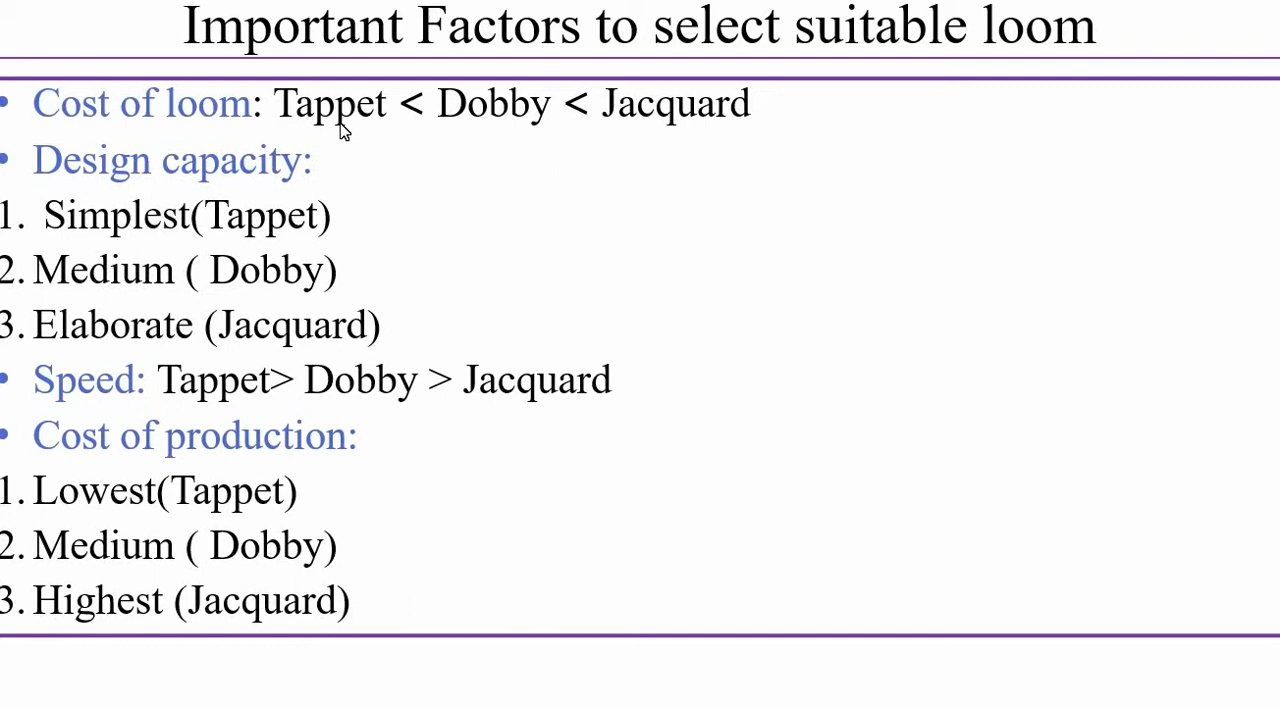 Important Factors to select suitable loom
• Cost of loom: Tappet < Dobby < Jacquard
• Design capacity:
1. Simplest(Tappet)
2. Medium ( Dobby)
3. Elaborate (Jacquard)
• Speed: Tappet> Dobby > Jacquard
• Cost of production:
1. Lowest(Tappet)
2. Medium ( Dobby)
3. Highest (Jacquard)